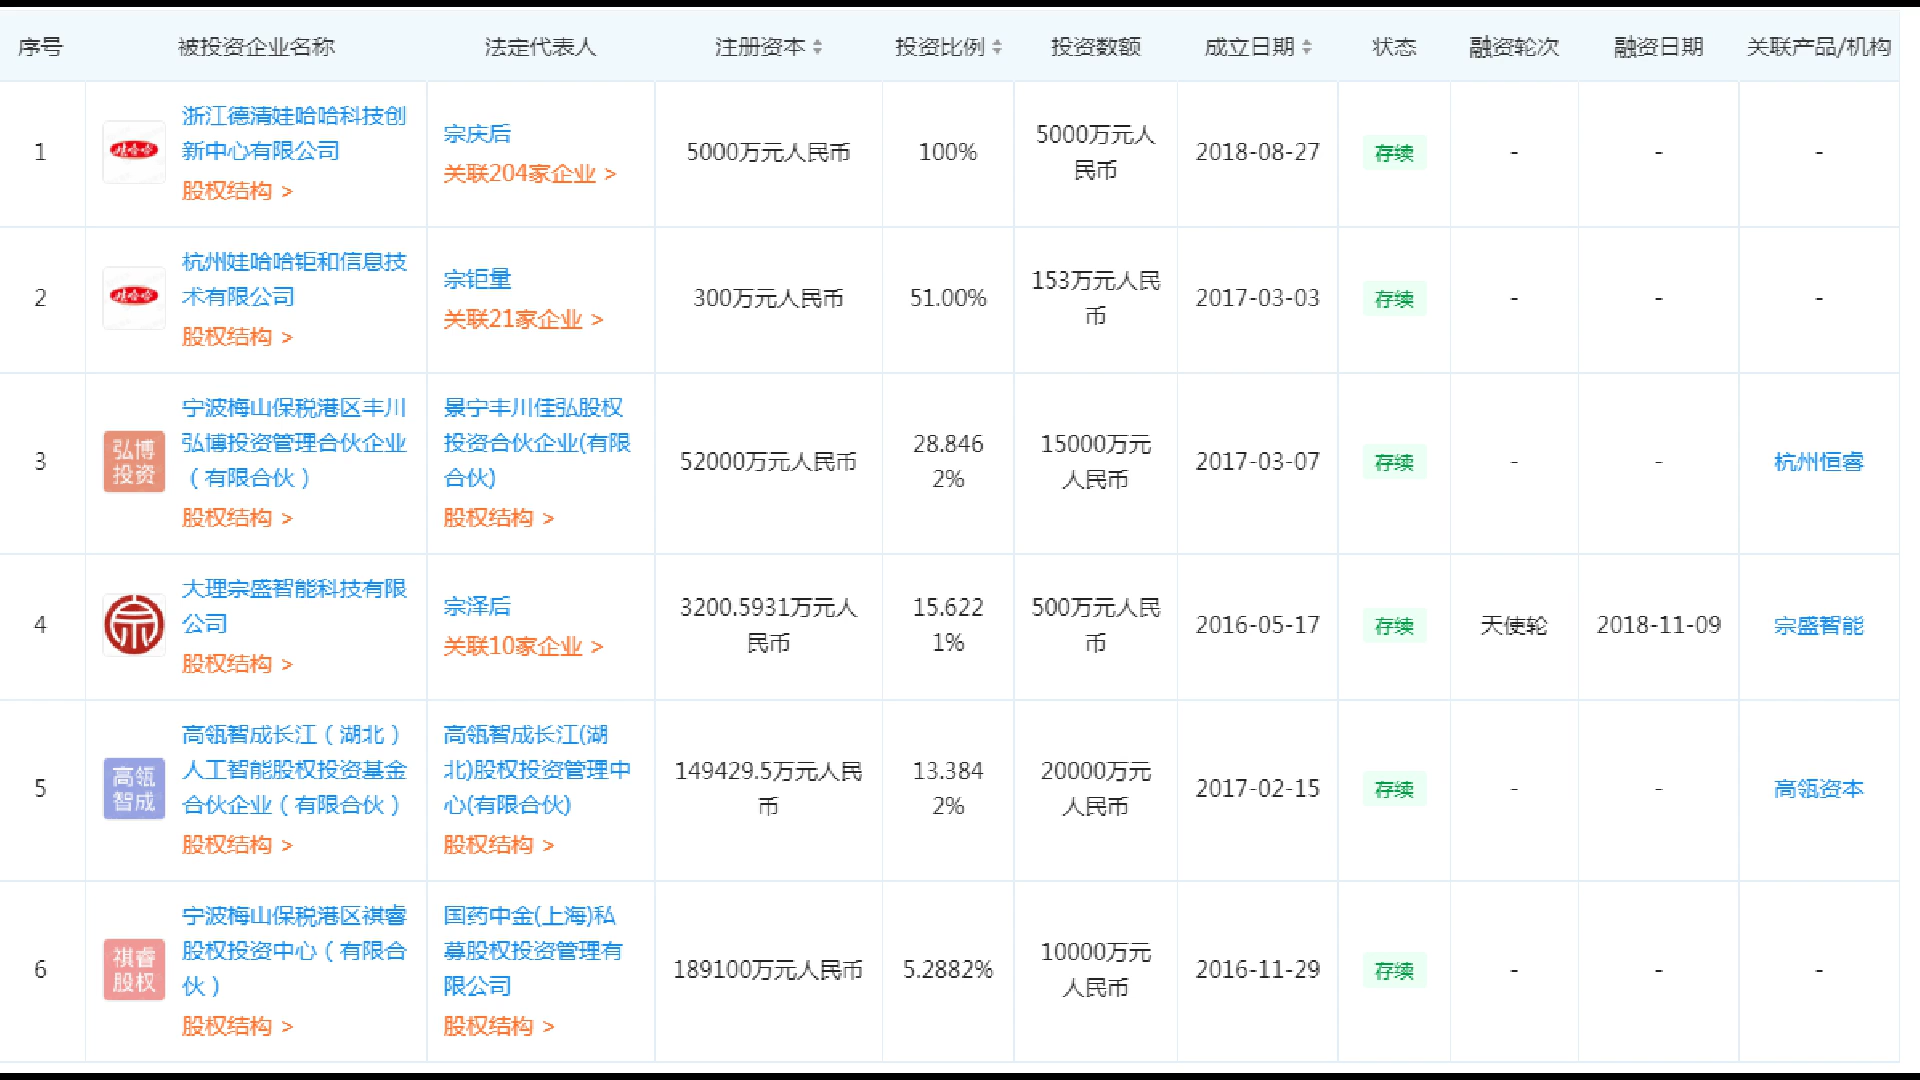 序号 被投资企业名称 法定代表人 注册资本 投资比例 投资数额 成立日期 状态 融资轮次 融资日期 关联产品/机构
1
娃哈哈
浙江德清娃哈哈科技创
新中心有限公司
股权结构 >
宗庆后
关联204家企业 >
5000万元人民币
100%
5000万元人
民币
2018-08-27
存续
-
-
-
2
娃哈哈
杭州娃哈哈钜和信息技
术有限公司
股权结构 >
宗钜量
关联21家企业 >
300万元人民币
51.00%
153万元人民
币
2017-03-03
存续
-
-
-
3
弘博
投资
宁波梅山保税港区丰川
弘博投资管理合伙企业
（有限合伙）
股权结构 >
景宁丰川佳弘股权
投资合伙企业(有限
合伙)
股权结构 >
52000万元人民币
28.846
2%
15000万元
人民币
2017-03-07
存续
-
-
杭州恒睿
4
大理宗盛智能科技有限
公司
股权结构 >
宗泽后
关联10家企业 >
3200.5931万元人
民币
15.622
1%
500万元人民
币
2016-05-17
存续
天使轮
2018-11-09
宗盛智能
5
高瓴
智成
高瓴智成长江（湖北）
人工智能股权投资基金
合伙企业（有限合伙）
股权结构 >
高瓴智成长江(湖
北)股权投资管理中
心(有限合伙)
股权结构 >
149429.5万元人民
币
13.384
2%
20000万元
人民币
2017-02-15
存续
-
-
高瓴资本
6
祺睿
股权
宁波梅山保税港区祺睿
股权投资中心（有限合
伙）
股权结构 >
国药中金(上海)私
募股权投资管理有
限公司
股权结构 >
189100万元人民币
5.2882%
10000万元
人民币
2016-11-29
存续
-
-
-